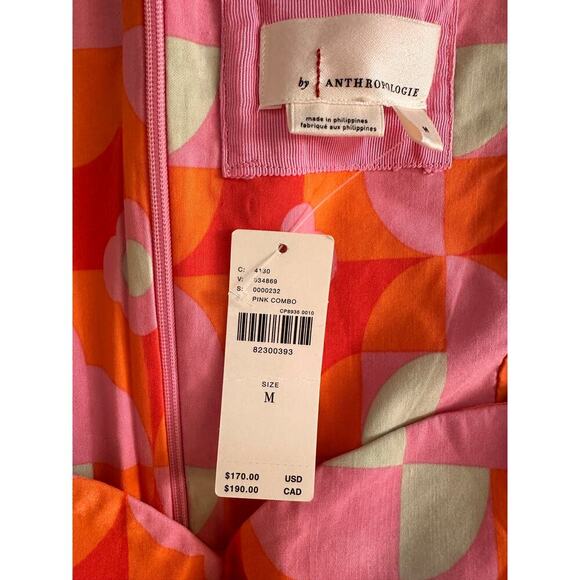 by ANTHROPOLOGIE
made in philippines
fabriqué aux philippines
M
C: 4130
V: 034869
S: 0000232
PINK COMBO
CP8936 0010
82300393
SIZE
M
$170.00 USD
$190.00 CAD